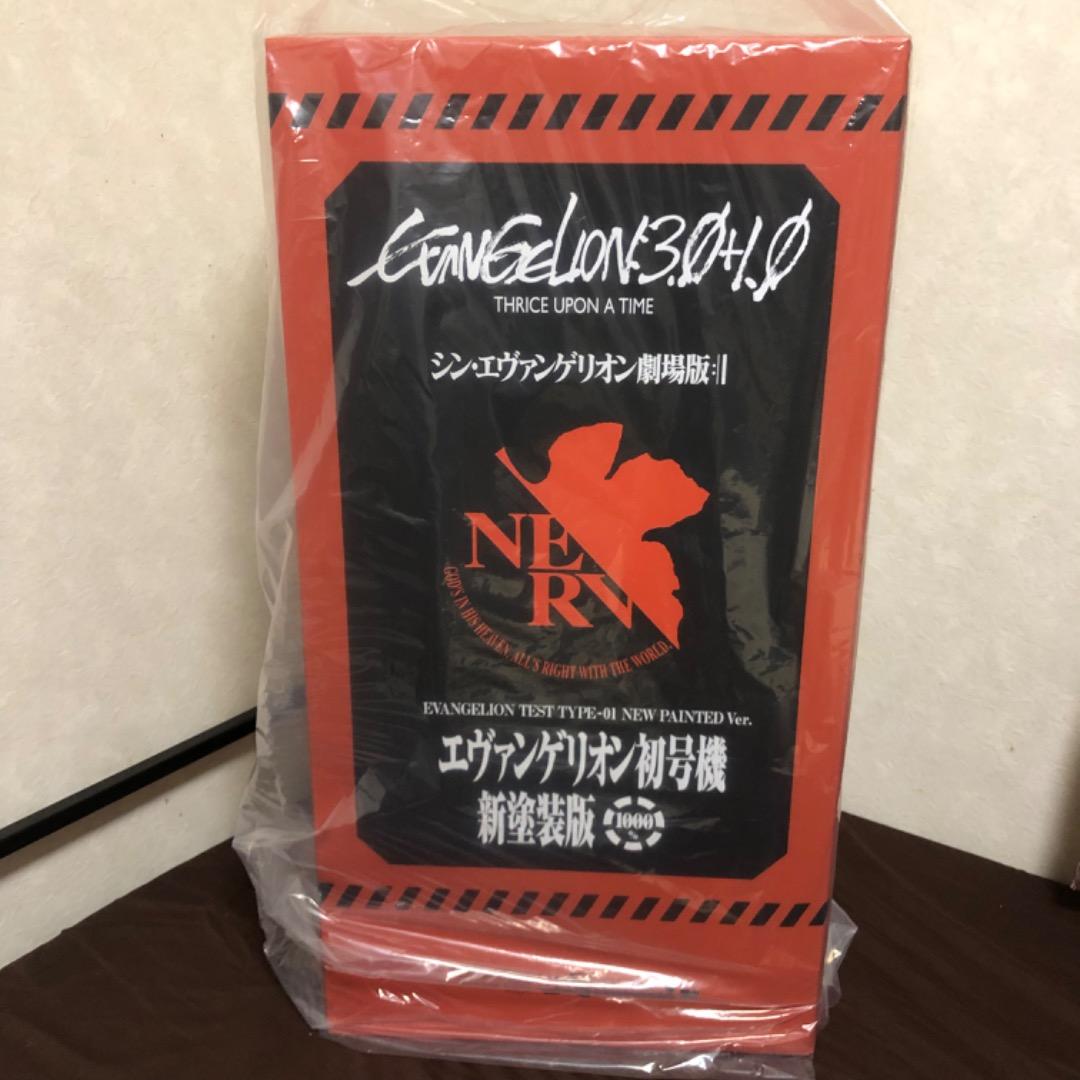 EVANGELION:3.0+1.0
THRICE UPON A TIME
シン・エヴァンゲリオン劇場版:||
NERV
GOD'S IN HIS HEAVEN. ALL'S RIGHT WITH THE WORLD.
EVANGELION TEST TYPE-01 NEW PAINTED Ver.
エヴァンゲリオン初号機
新塗装版 1000%